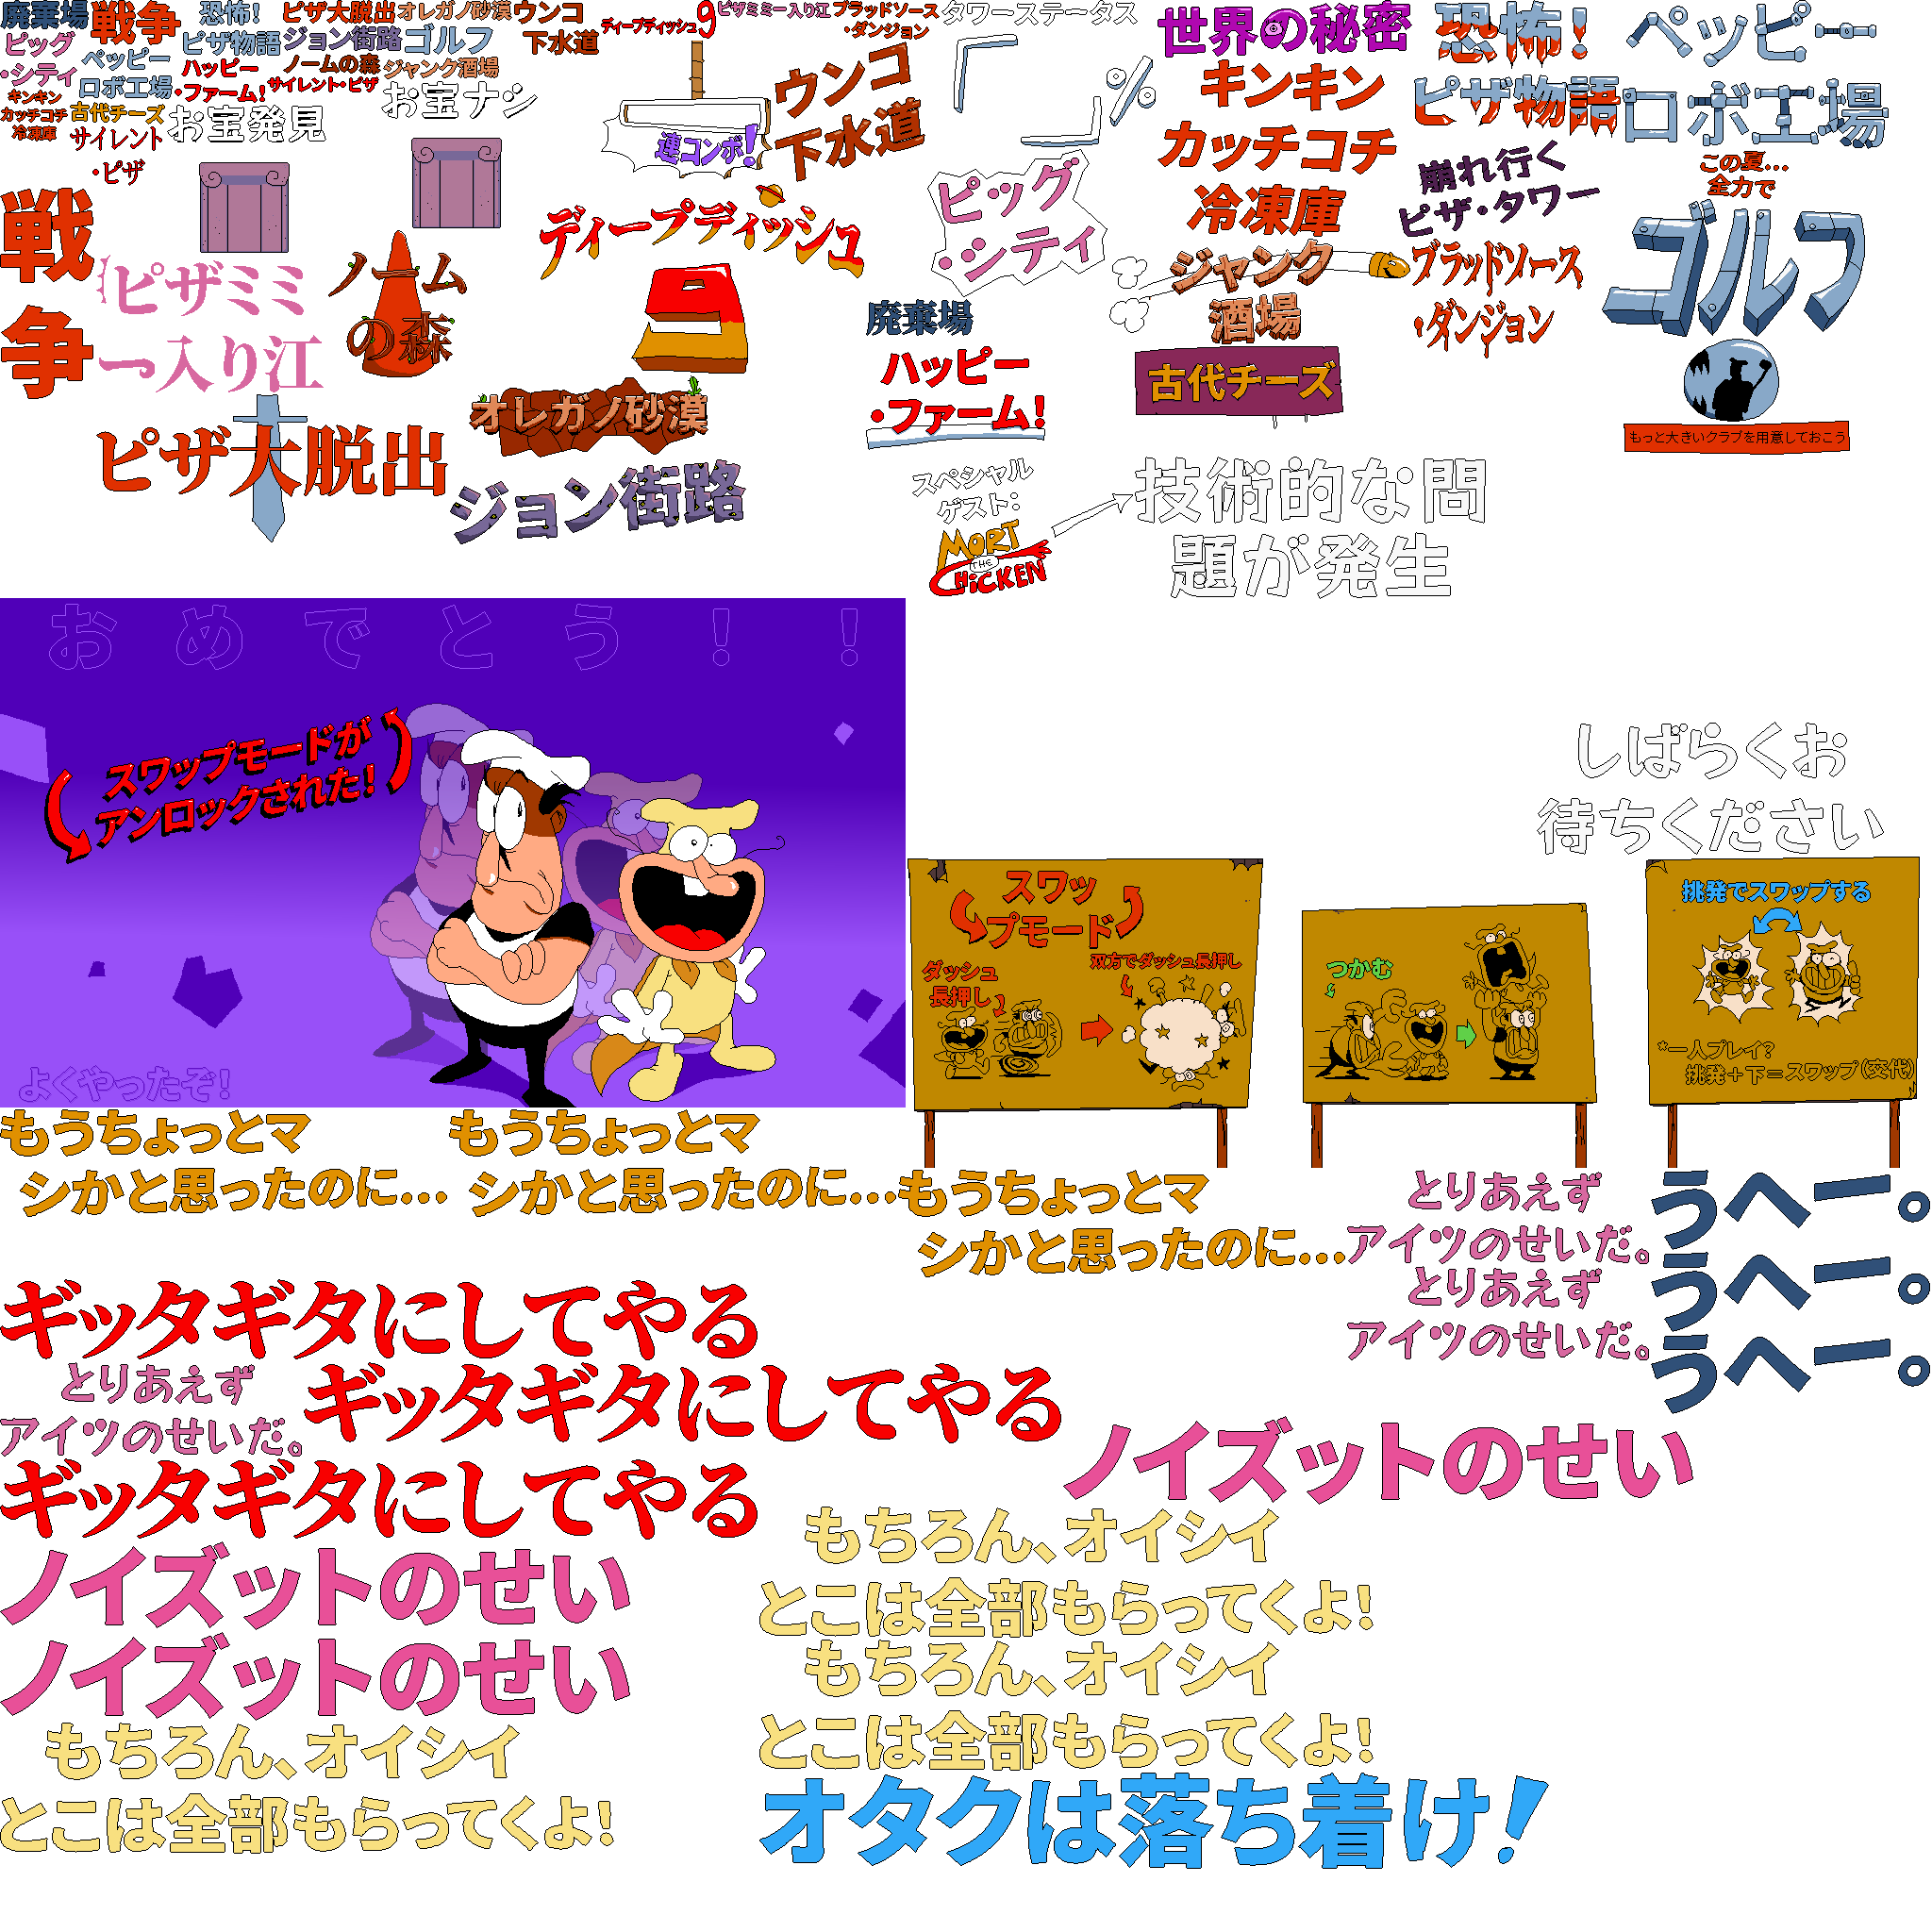 廃棄場
戦争
恐怖!
ピザ大脱出
オレガノ砂漠
ウンコ
下水道
ディープディッシュ9
ピザミミー入り江
ブラッドソース
・ダンジョン
タワーステータス
ピッグ
・シティ
ペッピー
ロボ工場
ピザ物語
ジョン街路
ゴルフ
ハッピー
・ファーム!
ノームの森
ジャンク酒場
サイレント・ピザ
キンキン
カッチコチ
冷凍庫
古代チーズ
お宝発見
お宝ナシ
サイレント
・ピザ
連コンボ!
ウンコ
下水道
%
世界の秘密
キンキン
カッチコチ
冷凍庫
恐怖!
ピザ物語
ペッピー
ロボ工場
崩れ行く
ピザ・タワー
この夏...
全力で
ゴルフ
もっと大きいクラブを用意しておこう
戦
争
ピザミミ
ー入り江
ノーム
の森
ディープディッシュ
9
ピッグ
・シティ
ジャンク
酒場
ブラッドソース
・ダンジョン
廃棄場
ハッピー
・ファーム!
古代チーズ
ピザ大脱出
オレガノ砂漠
ジョン街路
スペシャル
ゲスト:
MORT
THE
CHICKEN
技術的な問
題が発生
おめでとう!!
スワップモードが
アンロックされた!
よくやったぞ!
しばらくお
待ちください
スワッ
プモード
ダッシュ
長押し
双方でダッシュ長押し
つかむ
挑発でスワップする
*一人プレイ?
挑発+下=スワップ(交代)
もうちょっとマ
シかと思ったのに...
もうちょっとマ
シかと思ったのに...
もうちょっとマ
シかと思ったのに...
とりあえず
アイツのせいだ。
とりあえず
アイツのせいだ。
うへー。
うへー。
うへー。
ギッタギタにしてやる
とりあえず
アイツのせいだ。
ギッタギタにしてやる
ギッタギタにしてやる
ノイズットのせい
ノイズットのせい
ノイズットのせい
もちろん、オイシイ
とこは全部もらってくよ!
もちろん、オイシイ
とこは全部もらってくよ!
もちろん、オイシイ
とこは全部もらってくよ!
オタクは落ち着け!